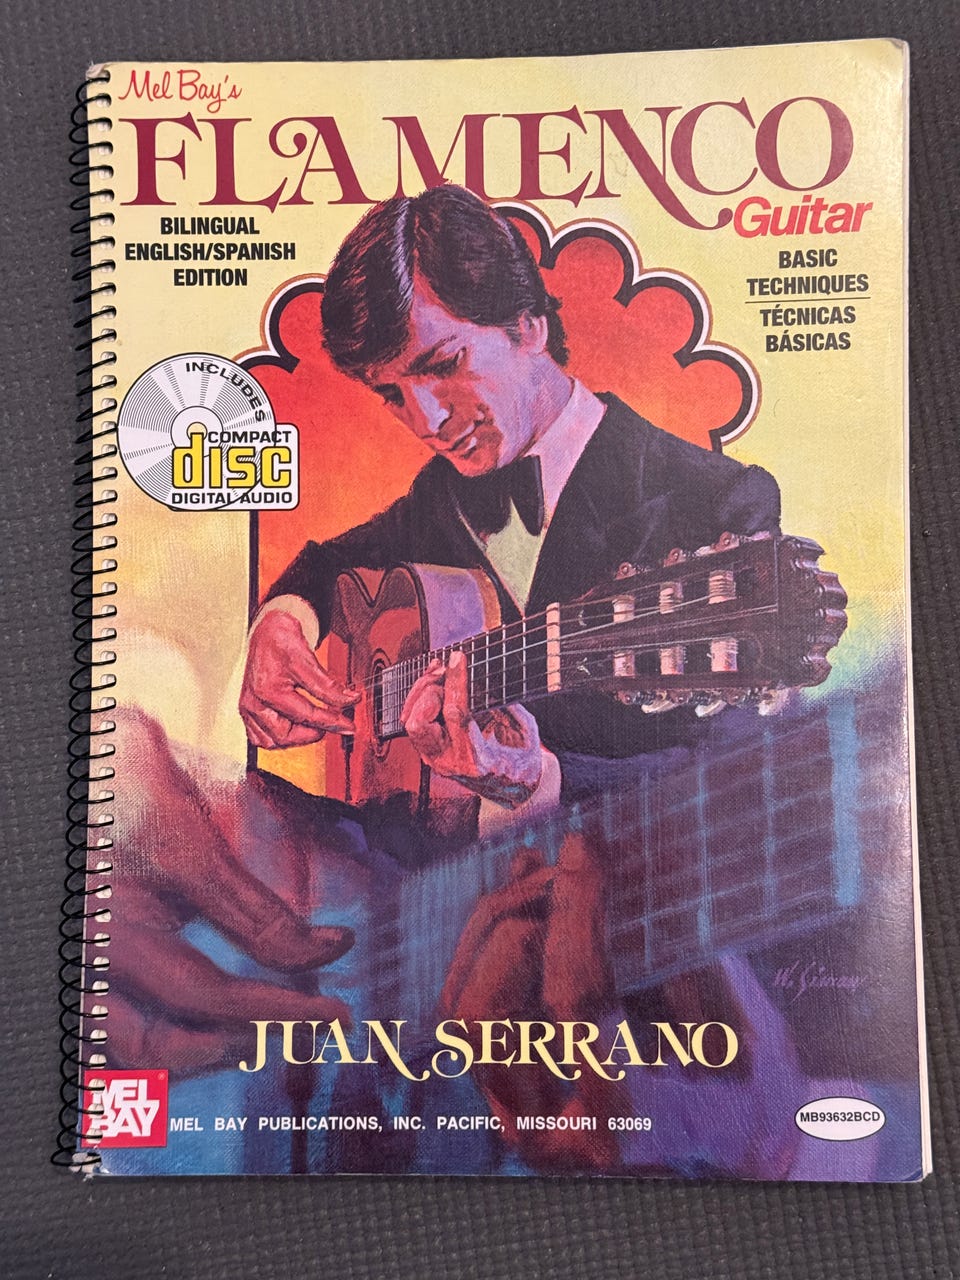 Mel Bay's
FLAMENCO
Guitar
BILINGUAL
ENGLISH/SPANISH
EDITION
BASIC
TECHNIQUES
TÉCNICAS
BÁSICAS
INCLUDES
COMPACT
disc
DIGITAL AUDIO
JUAN SERRANO
MEL
BAY
®
MEL BAY PUBLICATIONS, INC. PACIFIC, MISSOURI 63069
MB93632BCD